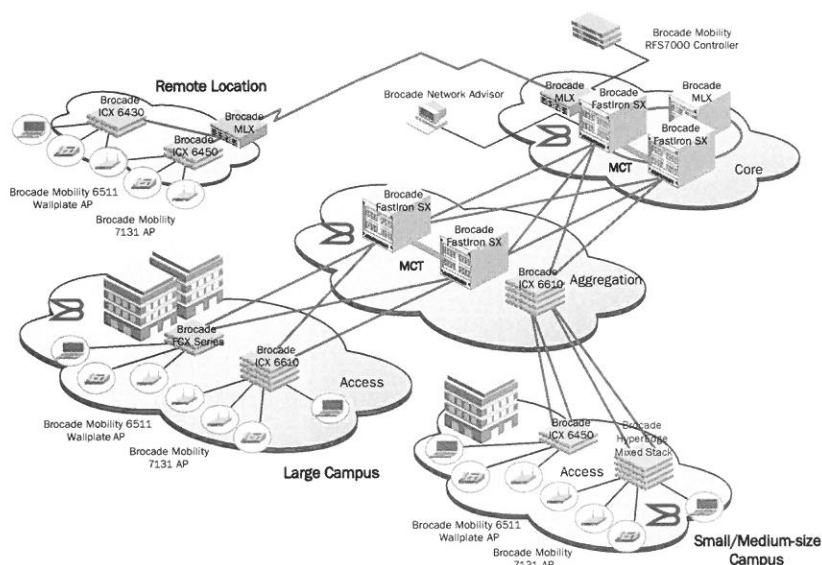 Brocade Mobility
RFS7000 Controller
Remote Location
Brocade
ICX 6430
Brocade
MLX
Brocade
ICX 6450
Brocade Mobility 6511
Wallplate AP
Brocade Mobility
7131 AP
Brocade Network Advisor
Brocade
MLX
Brocade
FastIron SX
Brocade
MLX
Brocade
FastIron SX
MCT
Core
Brocade
FastIron SX
Brocade
FastIron SX
MCT
Brocade
ICX 6610
Aggregation
Brocade
FCX Series
Brocade
ICX 6610
Access
Brocade Mobility 6511
Wallplate AP
Brocade Mobility
7131 AP
Large Campus
Brocade
ICX 6450
Brocade
HyperEdge
Mixed Stack
Access
Brocade Mobility 6511
Wallplate AP
Brocade Mobility
7131 AP
Small/Medium-size
Campus